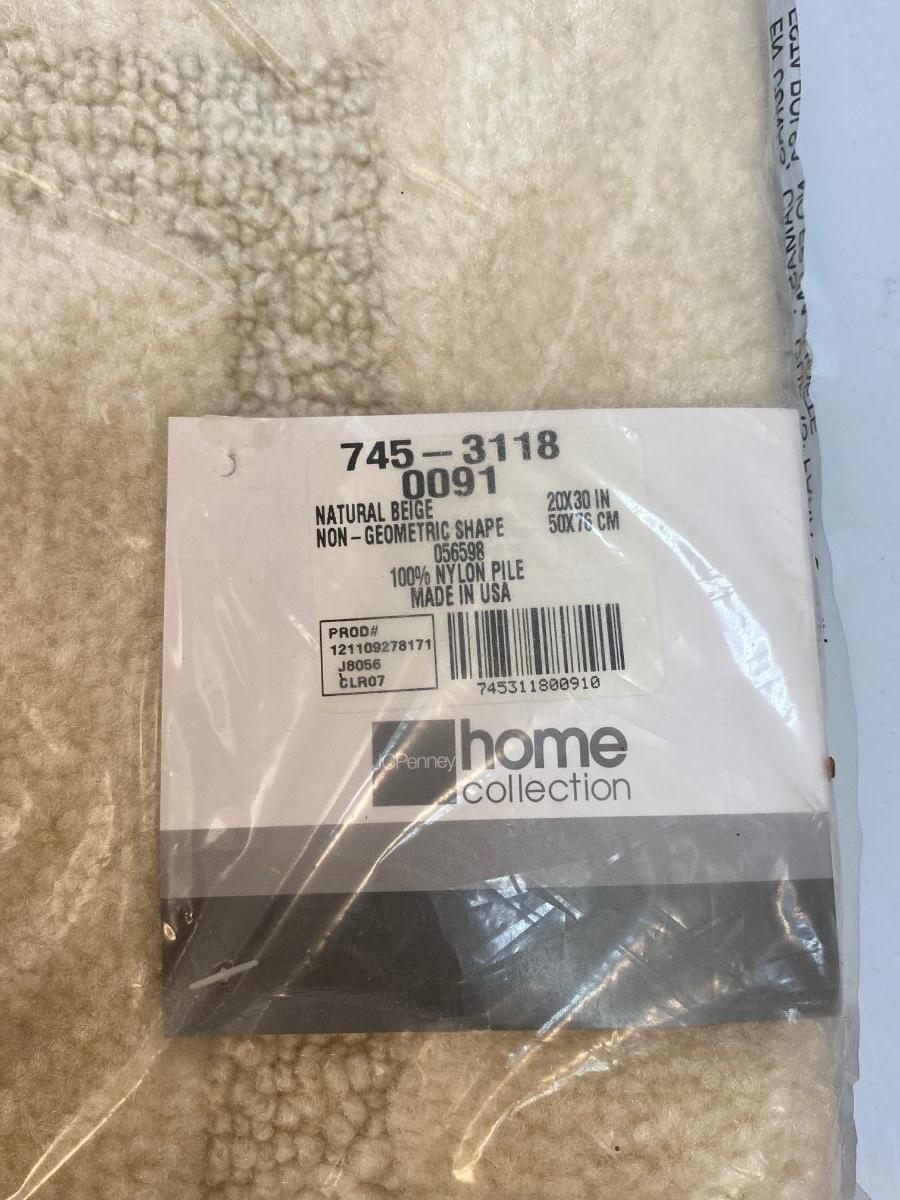 745-3118
0091
NATURAL BEIGE 20X30 IN
NON-GEOMETRIC SHAPE 50X76 CM
056598
100% NYLON PILE
MADE IN USA
PROD#
121109278171
J8056
CLR07
745311800910
JCPenney
home
collection